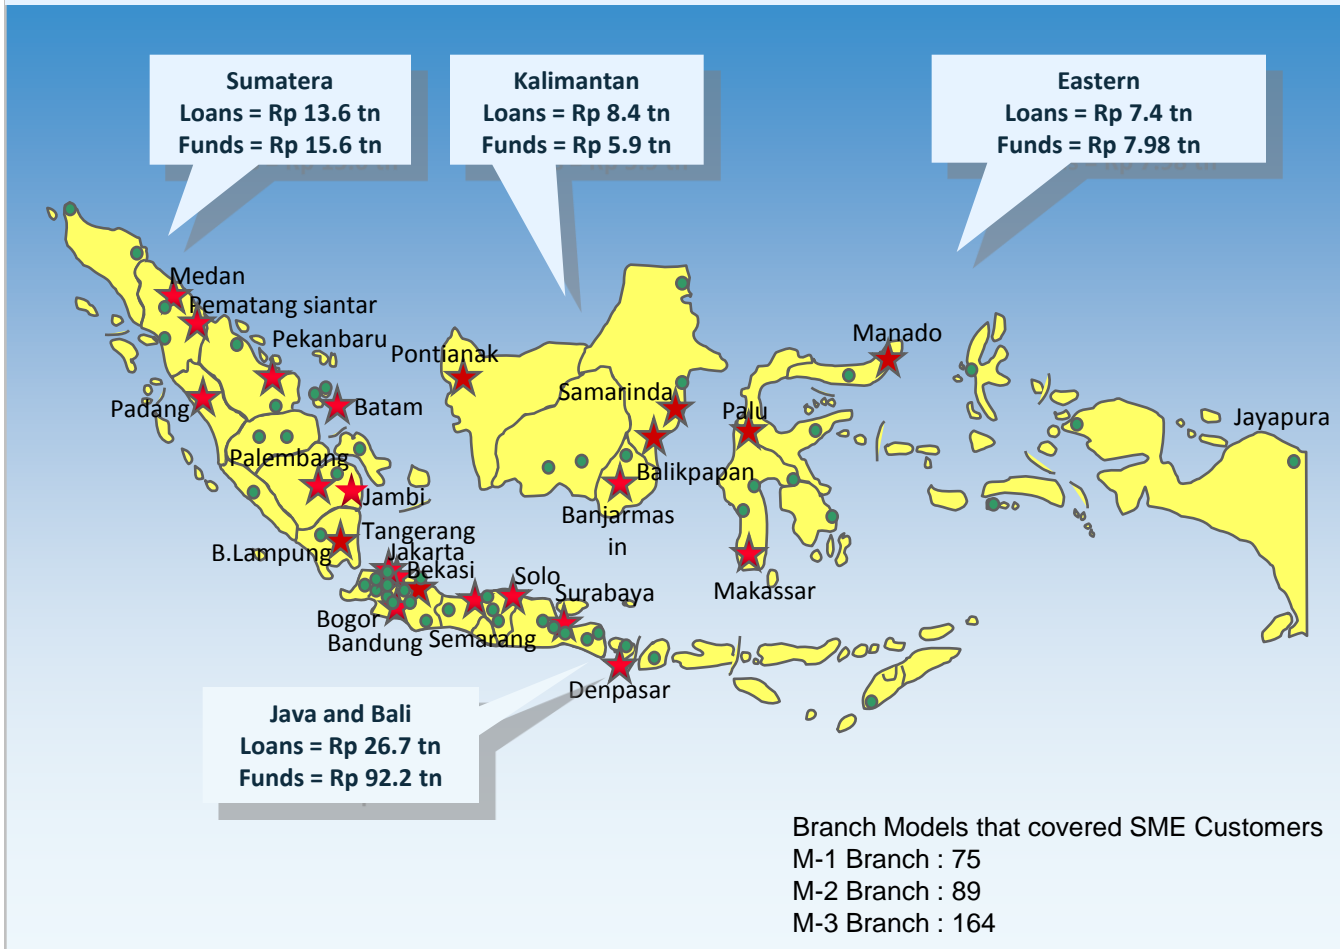 Sumatera
Loans = Rp 13.6 tn
Funds = Rp 15.6 tn
Kalimantan
Loans = Rp 8.4 tn
Funds = Rp 5.9 tn
Eastern
Loans = Rp 7.4 tn
Funds = Rp 7.98 tn
Medan
Pematang siantar
Pekanbaru
Padang
Batam
Palembang
Jambi
B.Lampung
Pontianak
Samarinda
Balikpapan
Banjarmas
in
Manado
Palu
Makassar
Jayapura
Tangerang
Jakarta
Bekasi
Bogor
Bandung
Semarang
Solo
Surabaya
Denpasar
Java and Bali
Loans = Rp 26.7 tn
Funds = Rp 92.2 tn
Branch Models that covered SME Customers
M-1 Branch : 75
M-2 Branch : 89
M-3 Branch : 164